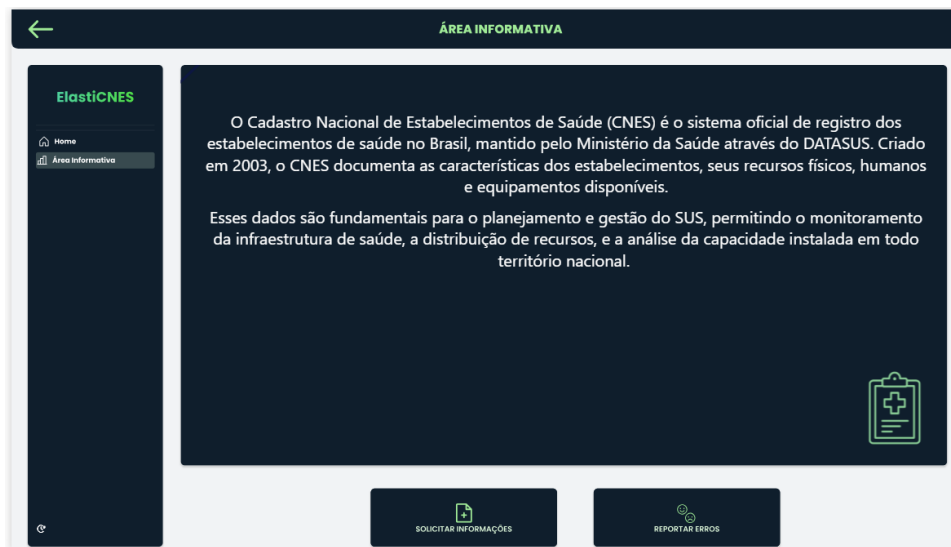 ÁREA INFORMATIVA
ElastiCNES
Home
Área Informativa
O Cadastro Nacional de Estabelecimentos de Saúde (CNES) é o sistema oficial de registro dos
estabelecimentos de saúde no Brasil, mantido pelo Ministério da Saúde através do DATASUS. Criado
em 2003, o CNES documenta as características dos estabelecimentos, seus recursos físicos, humanos
e equipamentos disponíveis.
Esses dados são fundamentais para o planejamento e gestão do SUS, permitindo o monitoramento
da infraestrutura de saúde, a distribuição de recursos, e a análise da capacidade instalada em todo
território nacional.
SOLICITAR INFORMAÇÕES
REPORTAR ERROS